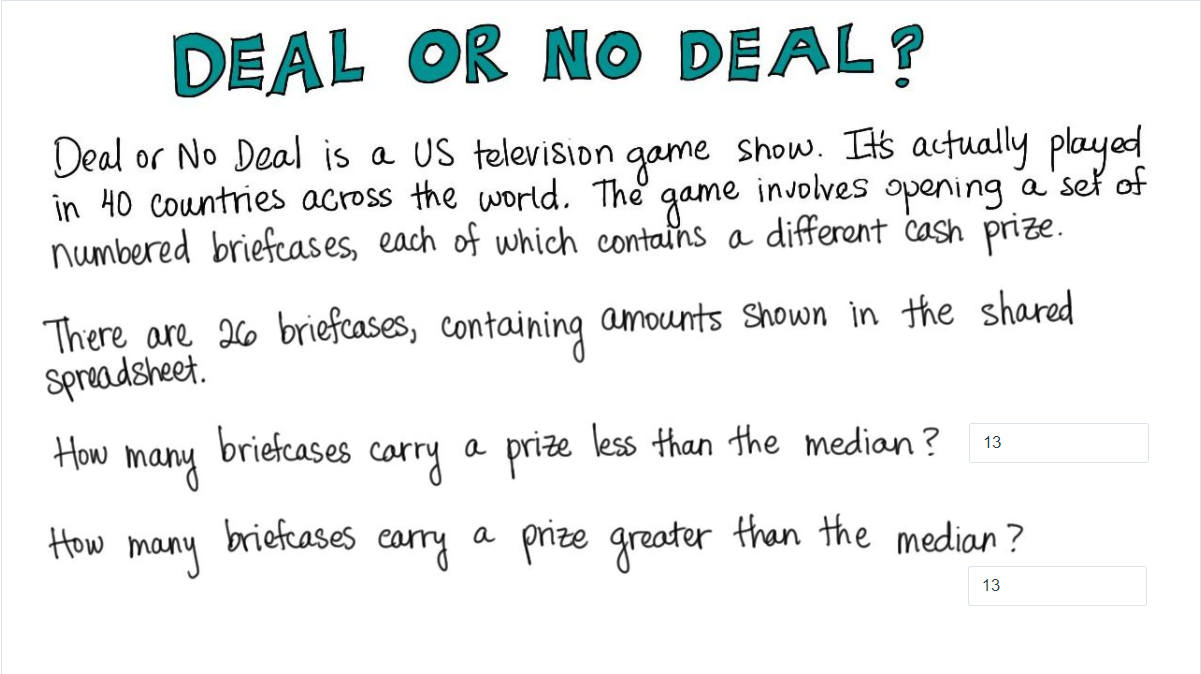 DEAL OR NO DEAL?
Deal or No Deal is a US television game show. It's actually played
in 40 countries across the world. The game involves opening a set of
numbered briefcases, each of which contains a different cash prize.
There are 26 briefcases, containing amounts shown in the shared
spreadsheet.
How many briefcases carry a prize less than the median? 13
How many briefcases carry a prize greater than the median?
13